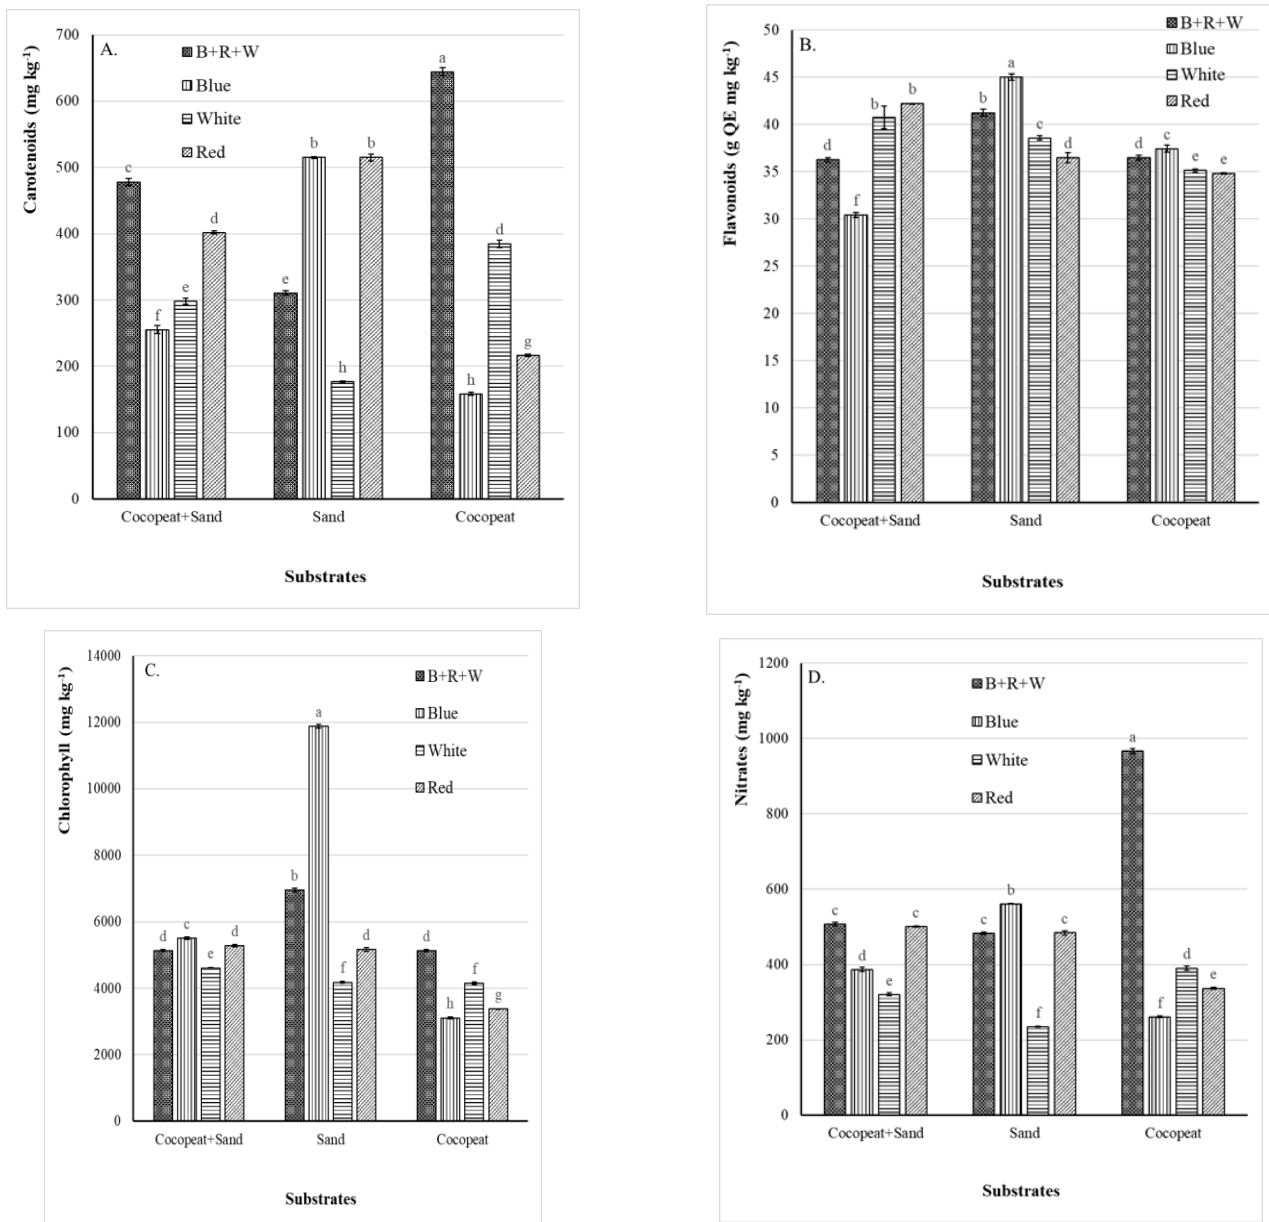 A.
Carotenoids (mg kg⁻¹)
B+R+W
Blue
White
Red
700
600
500
400
300
200
100
0
c
f
e
d
e
b
h
b
a
h
d
g
Cocopeat+Sand
Sand
Cocopeat
Substrates
B.
Flavonoids (g QE mg kg⁻¹)
B+R+W
Blue
White
Red
50
45
40
35
30
25
20
15
10
5
0
d
f
b
b
b
a
c
d
d
c
e
e
Cocopeat+Sand
Sand
Cocopeat
Substrates
C.
Chlorophyll (mg kg⁻¹)
B+R+W
Blue
White
Red
14000
12000
10000
8000
6000
4000
2000
0
d
c
e
d
b
a
f
d
d
h
f
g
Cocopeat+Sand
Sand
Cocopeat
Substrates
D.
Nitrates (mg kg⁻¹)
B+R+W
Blue
White
Red
1200
1000
800
600
400
200
0
c
d
e
c
c
b
f
c
a
f
d
e
Cocopeat+Sand
Sand
Cocopeat
Substrates